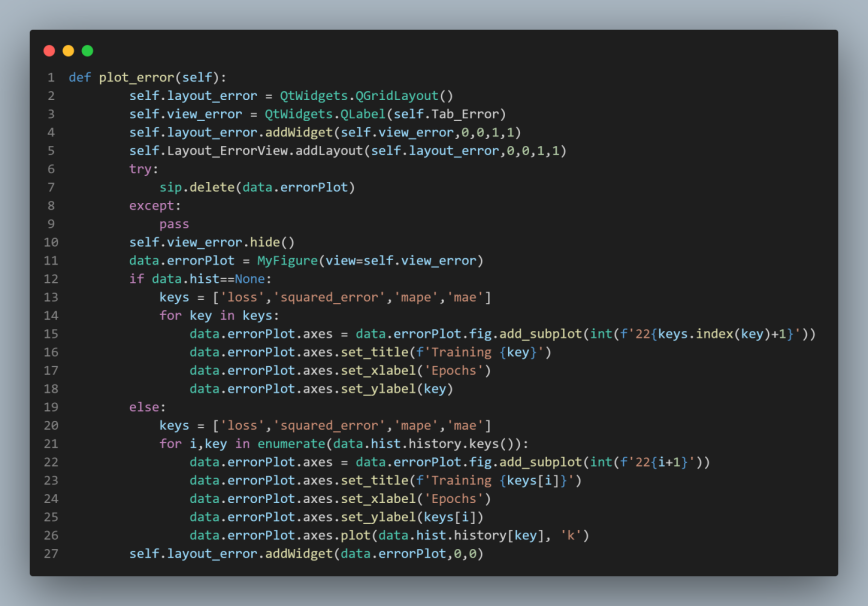 1 def plot_error(self):
2         self.layout_error = QtWidgets.QGridLayout()
3         self.view_error = QtWidgets.QLabel(self.Tab_Error)
4         self.layout_error.addWidget(self.view_error,0,0,1,1)
5         self.Layout_ErrorView.addLayout(self.layout_error,0,0,1,1)
6         try:
7             sip.delete(data.errorPlot)
8         except:
9             pass
10         self.view_error.hide()
11         data.errorPlot = MyFigure(view=self.view_error)
12         if data.hist==None:
13             keys = ['loss','squared_error','mape','mae']
14             for key in keys:
15                 data.errorPlot.axes = data.errorPlot.fig.add_subplot(int(f'22{keys.index(key)+1}'))
16                 data.errorPlot.axes.set_title(f'Training {key}')
17                 data.errorPlot.axes.set_xlabel('Epochs')
18                 data.errorPlot.axes.set_ylabel(key)
19         else:
20             keys = ['loss','squared_error','mape','mae']
21             for i,key in enumerate(data.hist.history.keys()):
22                 data.errorPlot.axes = data.errorPlot.fig.add_subplot(int(f'22{i+1}'))
23                 data.errorPlot.axes.set_title(f'Training {keys[i]}')
24                 data.errorPlot.axes.set_xlabel('Epochs')
25                 data.errorPlot.axes.set_ylabel(keys[i])
26                 data.errorPlot.axes.plot(data.hist.history[key], 'k')
27         self.layout_error.addWidget(data.errorPlot,0,0)